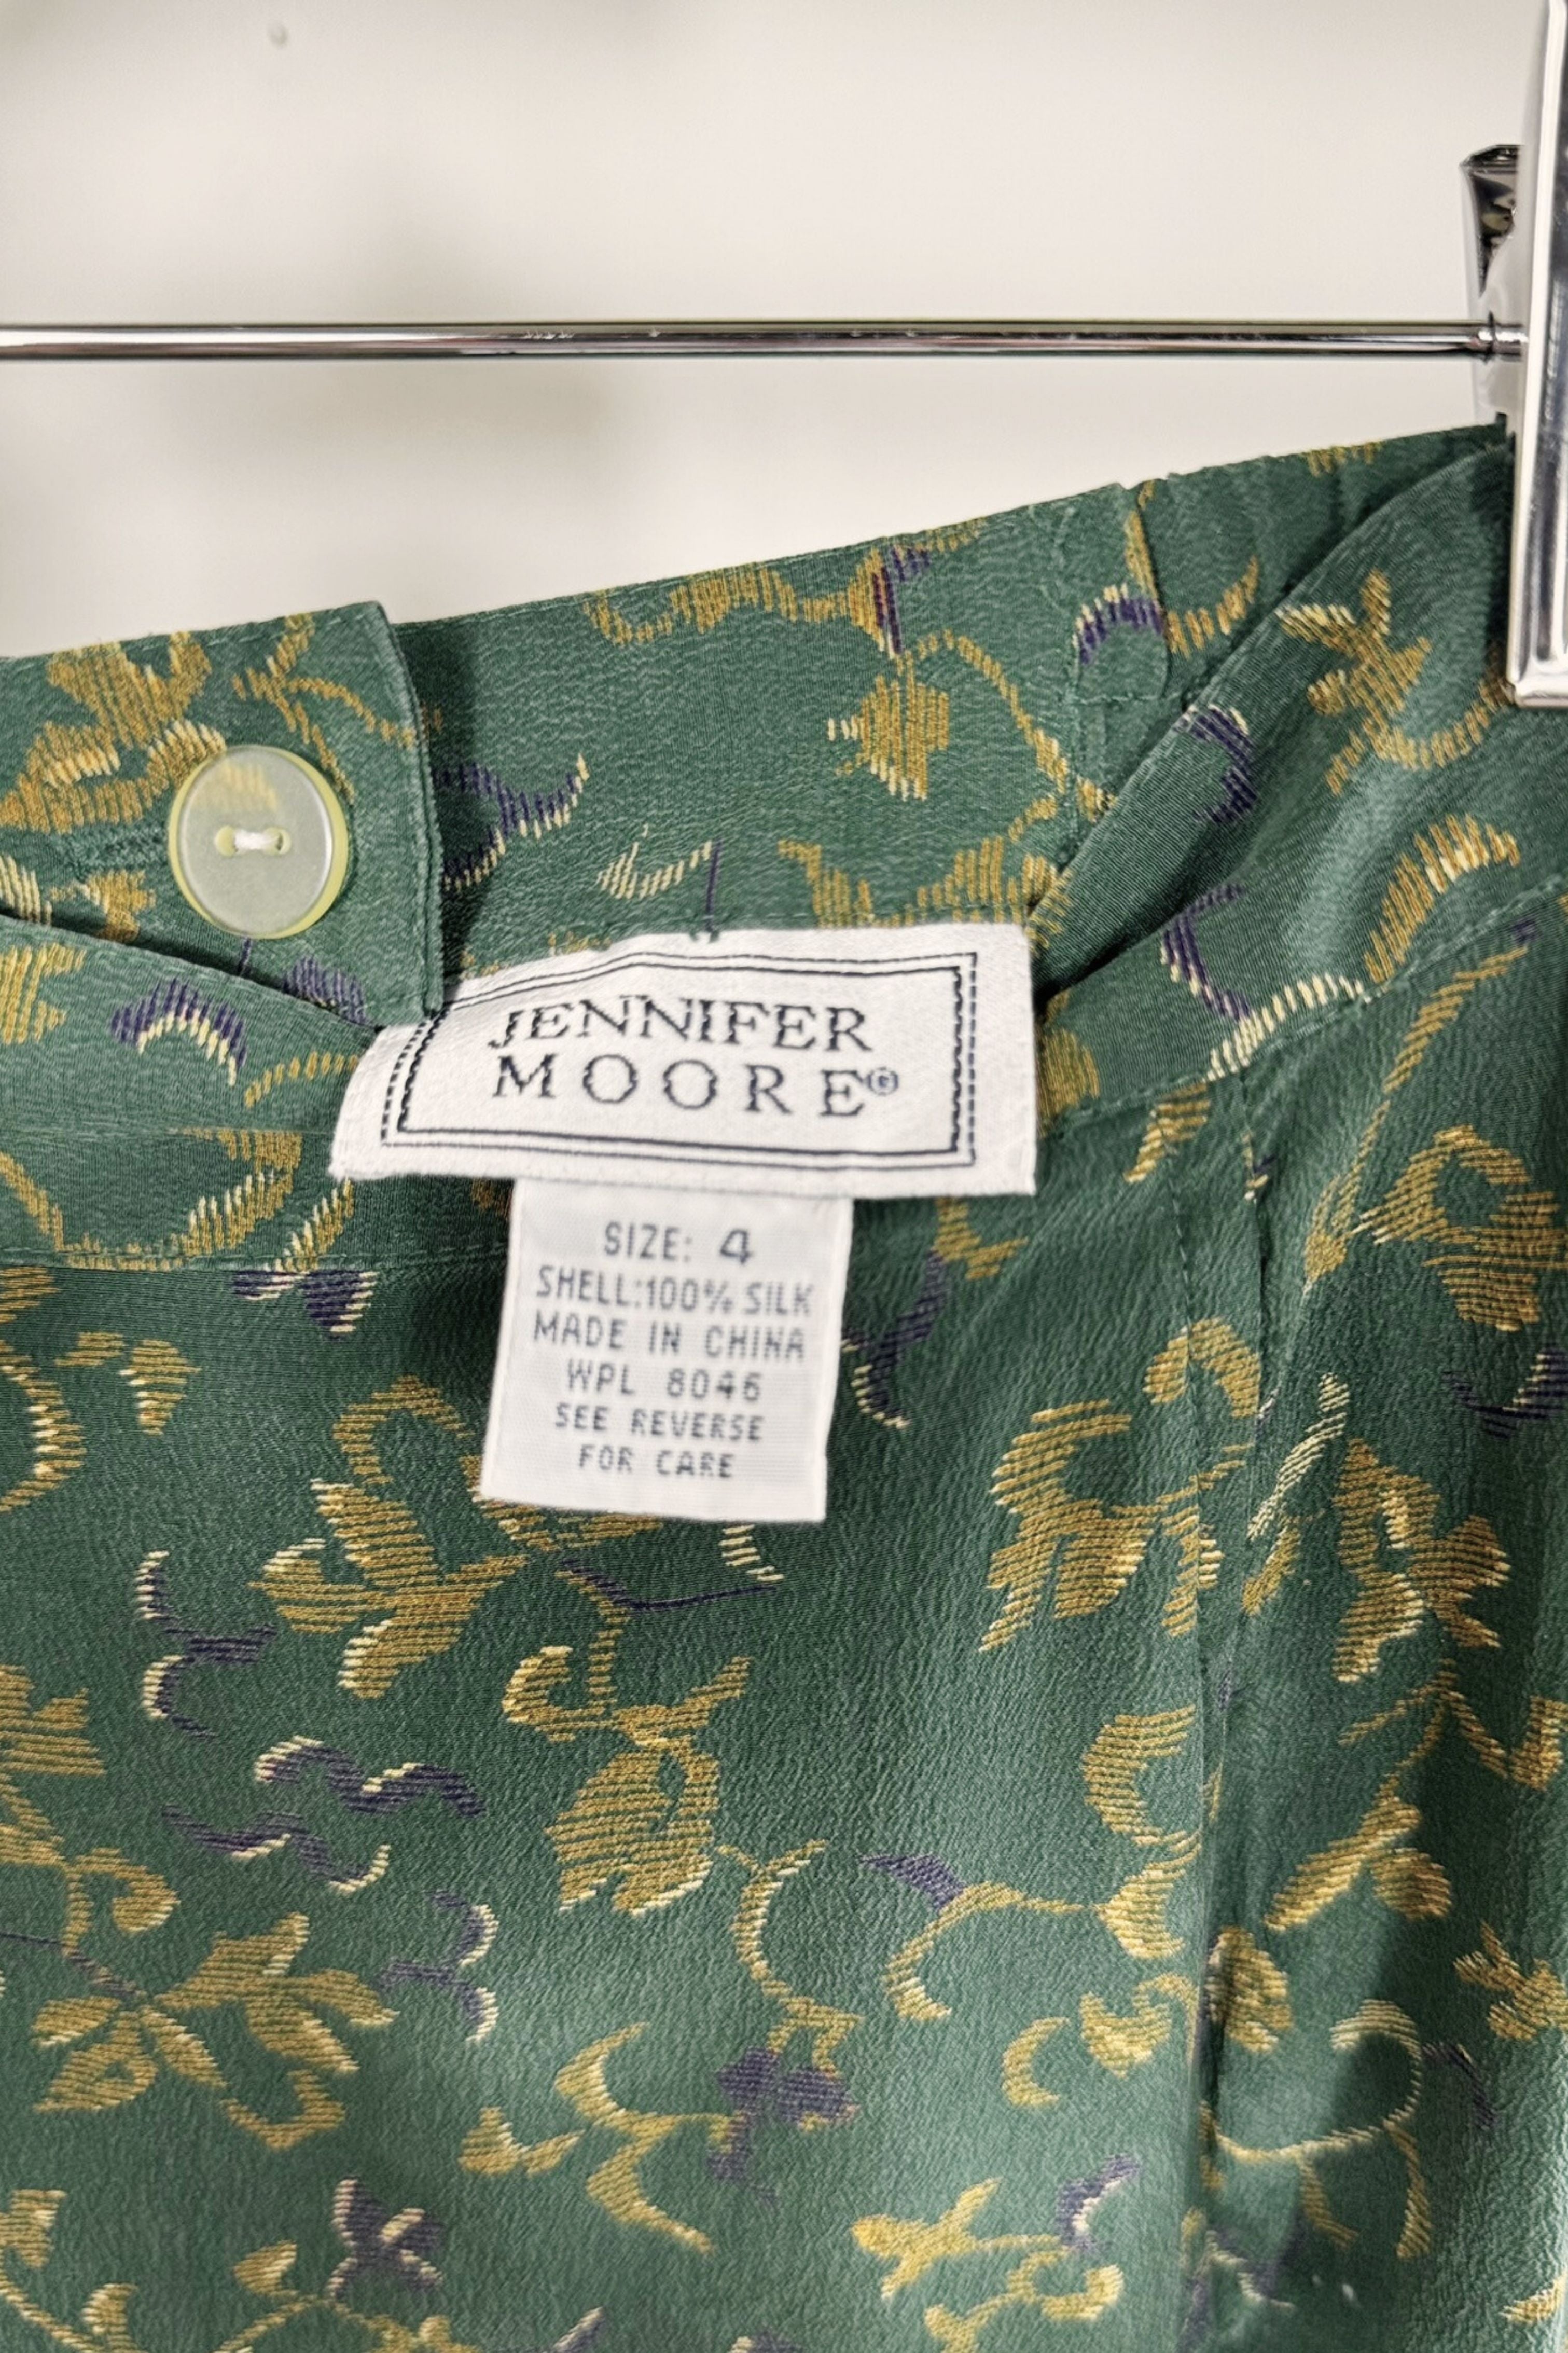 JENNIFER
MOORE®
SIZE: 4
SHELL:100% SILK
MADE IN CHINA
WPL 8046
SEE REVERSE
FOR CARE